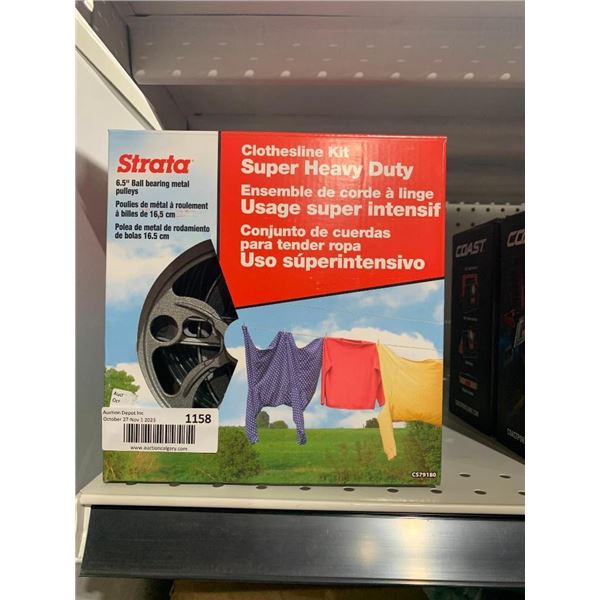 Strata
6.5" Ball bearing metal
pulleys
Poulies de métal à roulement
à billes de 16,5 cm
Polea de metal de rodamiento
de bolas 16.5 cm
Clothesline Kit
Super Heavy Duty
Ensemble de corde à linge
Usage super intensif
Conjunto de cuerdas
para tender ropa
Uso súperintensivo
Auct
Oct
Auction Depot Inc
October 27-Nov 1 2023
1158
www.auctioncalgary.com
CS79180
COAST